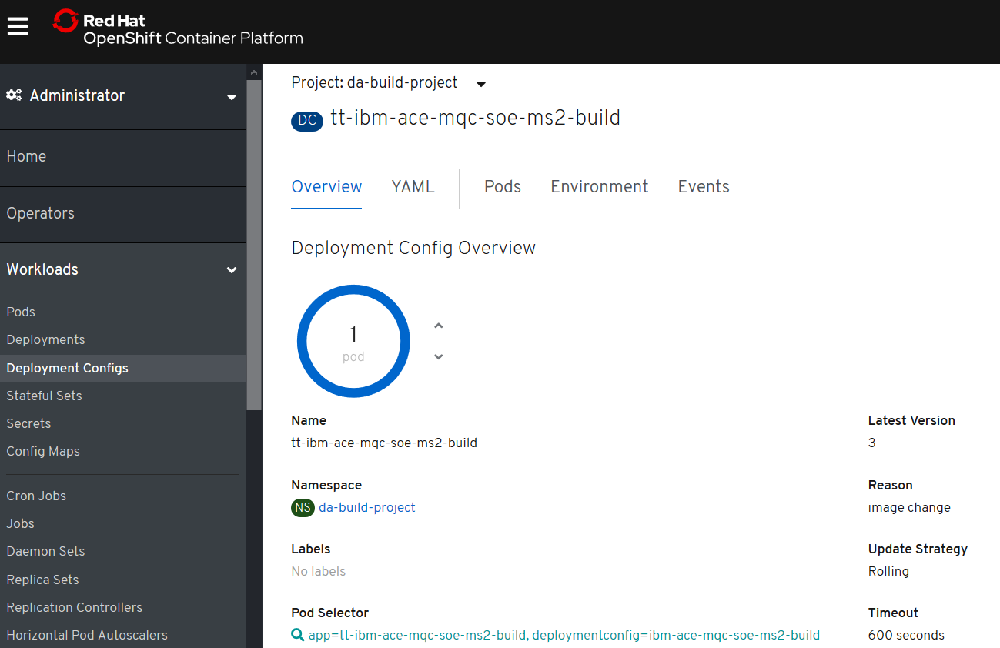 Red Hat
OpenShift Container Platform
Administrator
Home
Operators
Workloads
Pods
Deployments
Deployment Configs
Stateful Sets
Secrets
Config Maps
Cron Jobs
Jobs
Daemon Sets
Replica Sets
Replication Controllers
Horizontal Pod Autoscalers
Project: da-build-project
DC tt-ibm-ace-mqc-soe-ms2-build
Overview YAML Pods Environment Events
Deployment Config Overview
1
pod
Name
tt-ibm-ace-mqc-soe-ms2-build
Namespace
NS da-build-project
Labels
No labels
Pod Selector
app=tt-ibm-ace-mqc-soe-ms2-build, deploymentconfig=ibm-ace-mqc-soe-ms2-build
Latest Version
3
Reason
image change
Update Strategy
Rolling
Timeout
600 seconds